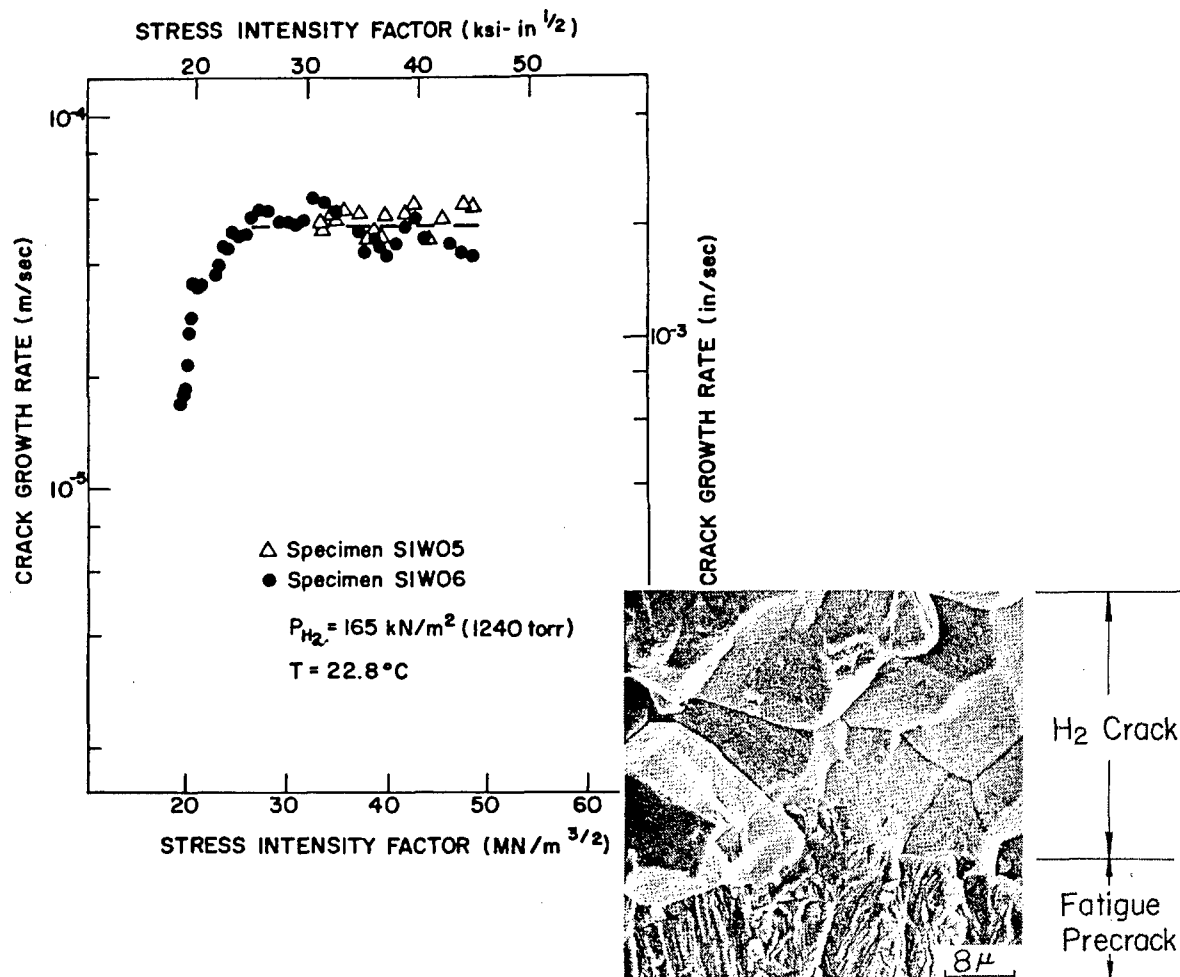 STRESS INTENSITY FACTOR (ksi-in 1/2)
20 30 40 50
CRACK GROWTH RATE (m/sec)
10-4
10-5
CRACK GROWTH RATE (in/sec)
10-3
△ Specimen SIWO5
● Specimen SIWO6
PH2 = 165 kN/m2 (1240 torr)
T = 22.8°C
20 30 40 50 60
STRESS INTENSITY FACTOR (MN/m 3/2)
H2 Crack
Fatigue
Precrack
8μ